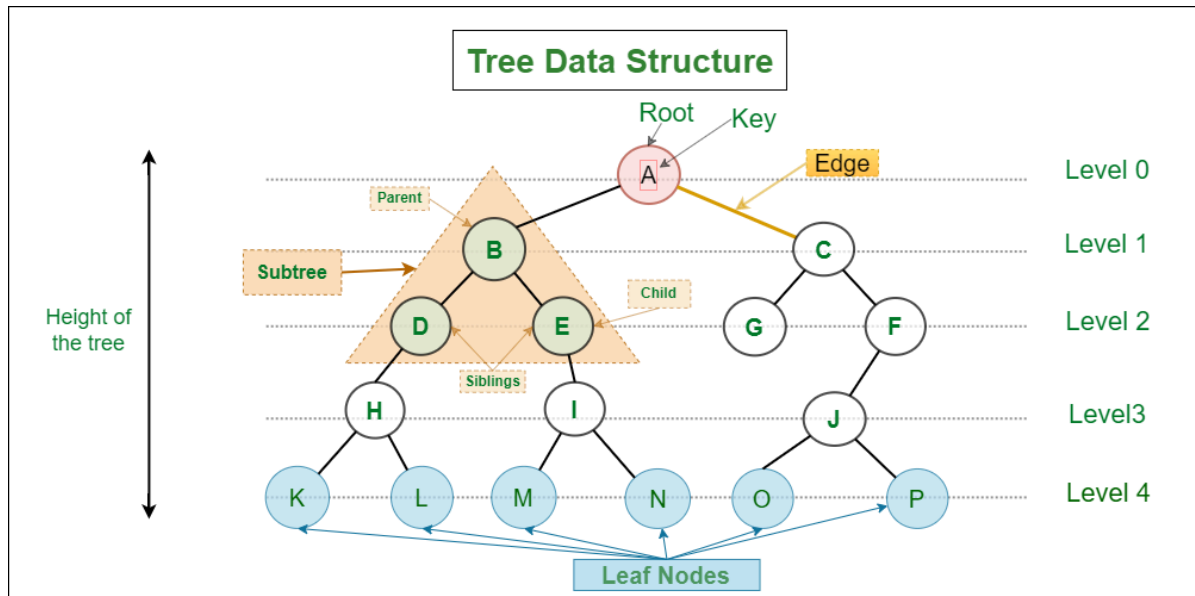 Tree Data Structure
Root
Key
A
Edge
Level 0
Parent
B
C
Level 1
Subtree
Child
D
E
G
F
Level 2
Height of
the tree
Siblings
H
I
J
Level3
K
L
M
N
O
P
Level 4
Leaf Nodes